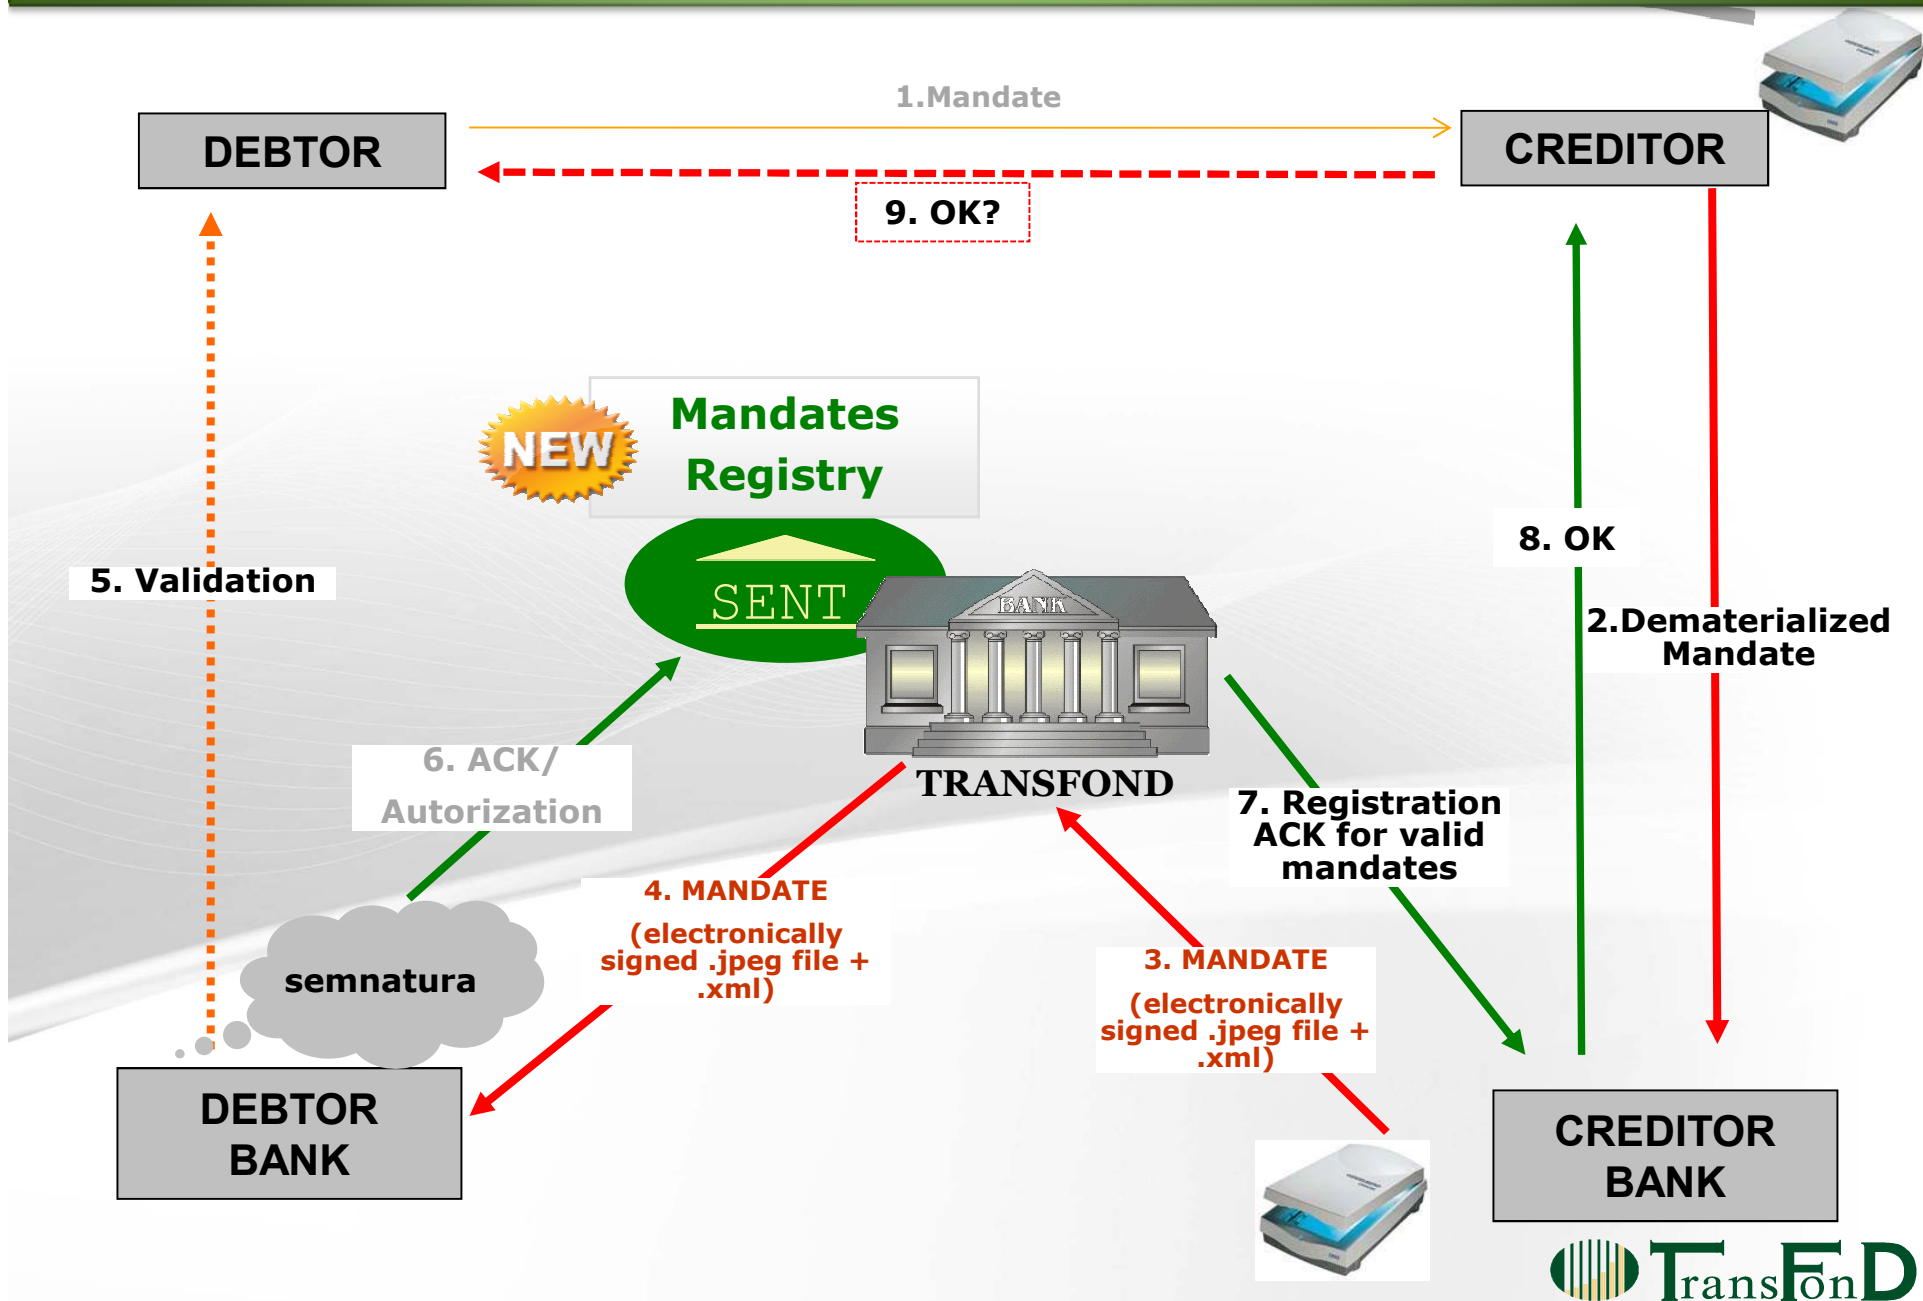 1.Mandate
DEBTOR
CREDITOR
9. OK?
NEW
Mandates
Registry
8. OK
5. Validation
SENT
BANK
2.Dematerialized
Mandate
6. ACK/
Autorization
TRANSFOND
7. Registration
ACK for valid
mandates
4. MANDATE
(electronically
signed .jpeg file +
.xml)
semnatura
3. MANDATE
(electronically
signed .jpeg file +
.xml)
DEBTOR
BANK
CREDITOR
BANK
TransFonD